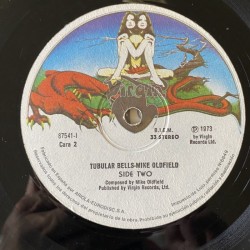 Virgin
87541-I
Cara 2
S.I.E.M.
33 STEREO
℗ 1973
by Virgin
Records Ltd.
TUBULAR BELLS-MIKE OLDFIELD
SIDE TWO
Composed by Mike Oldfield
Published by Virgin Records, Ltd.